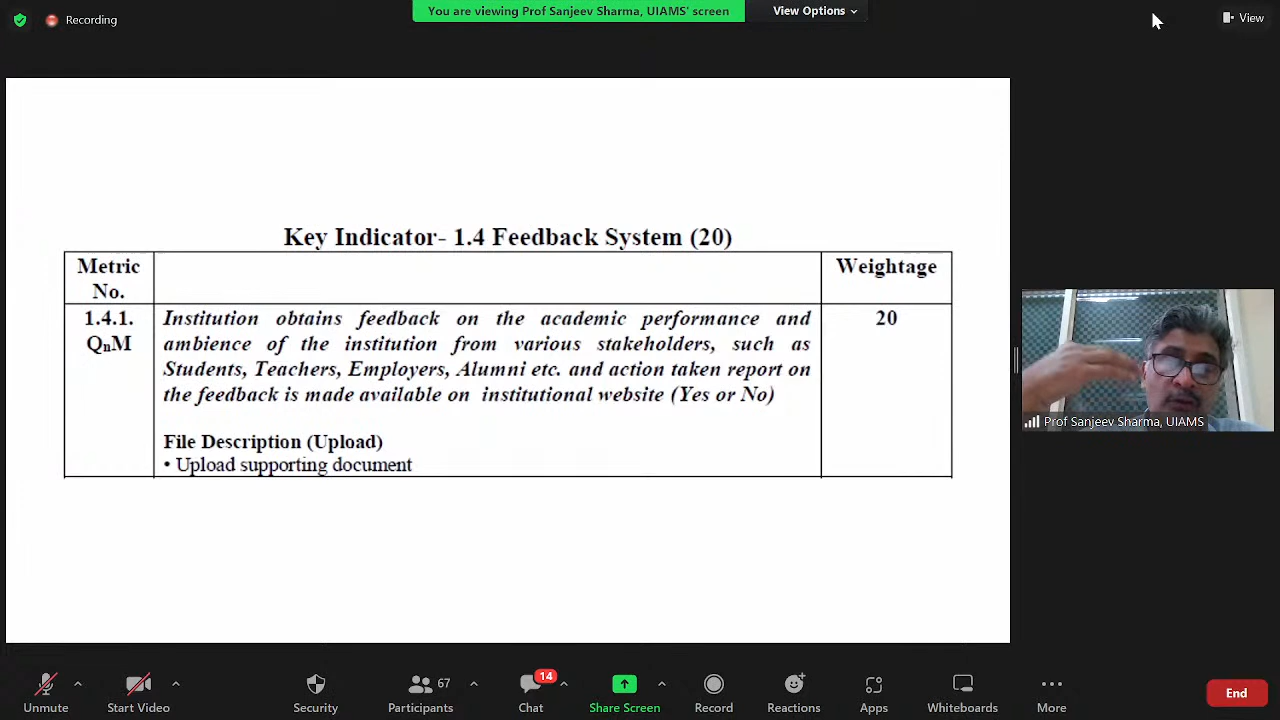 Recording
You are viewing Prof Sanjeev Sharma, UIAMS' screen
View Options
View
Key Indicator- 1.4 Feedback System (20)
Metric No.
Weightage
1.4.1. QnM
Institution obtains feedback on the academic performance and
ambience of the institution from various stakeholders, such as
Students, Teachers, Employers, Alumni etc. and action taken report on
the feedback is made available on institutional website (Yes or No)
20
File Description (Upload)
• Upload supporting document
Prof Sanjeev Sharma, UIAMS
Unmute
Start Video
Security
67
Participants
14
Chat
Share Screen
Record
Reactions
Apps
Whiteboards
More
End